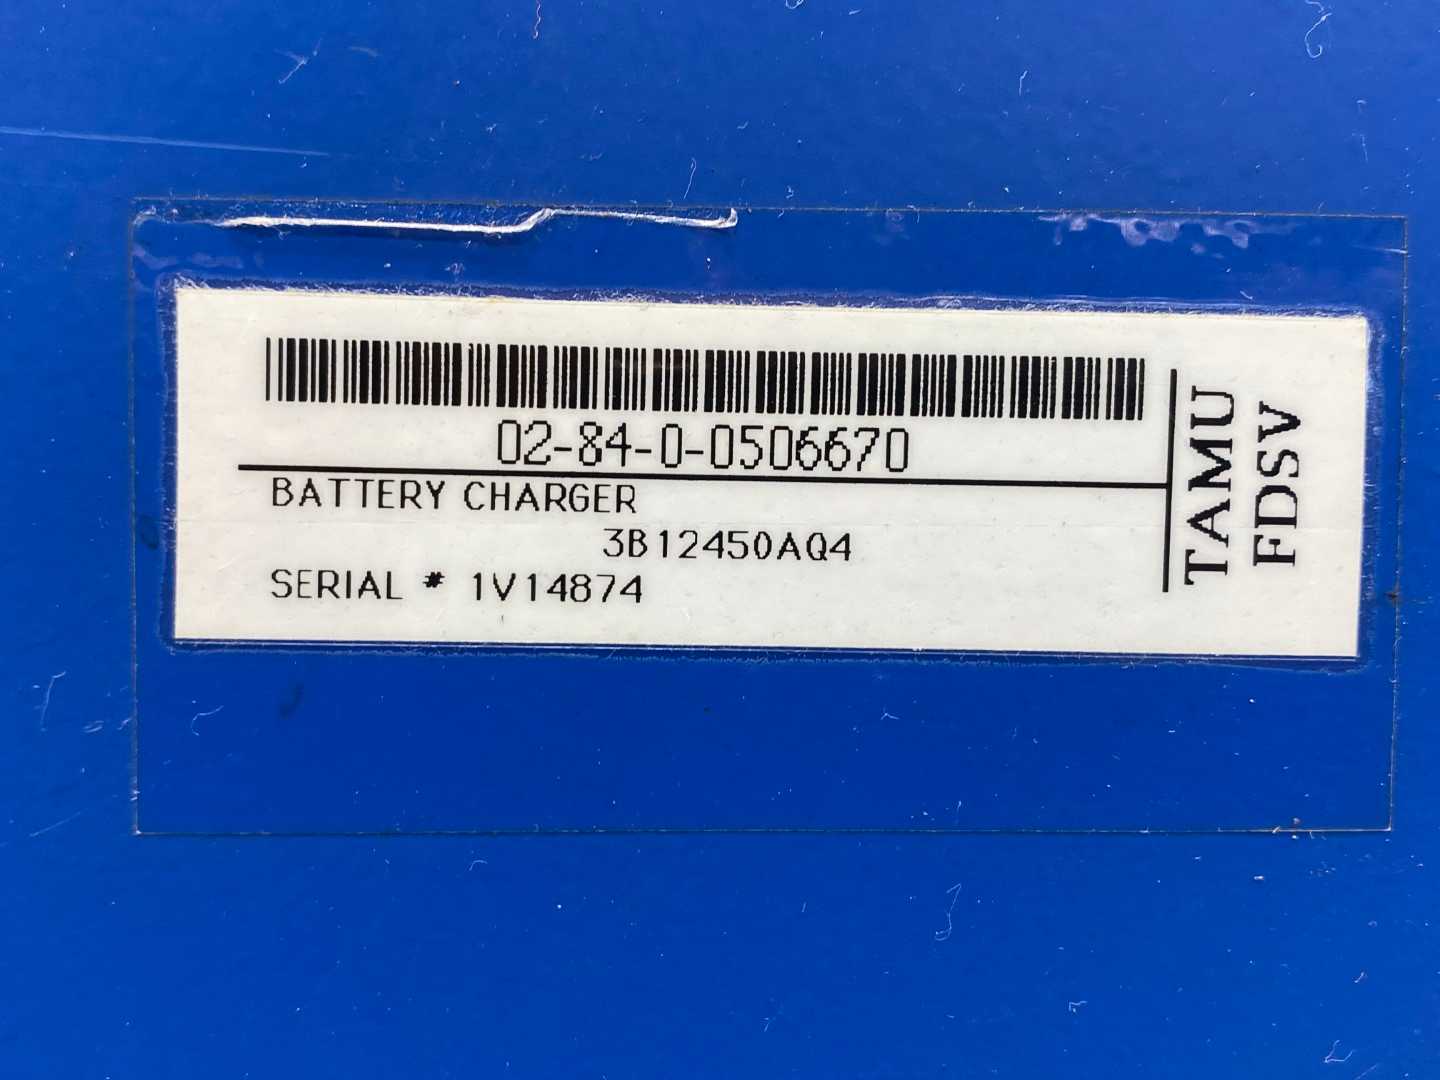 02-84-0-0506670
BATTERY CHARGER
3B12450AQ4
SERIAL # 1V14874
TAMU
FDSV